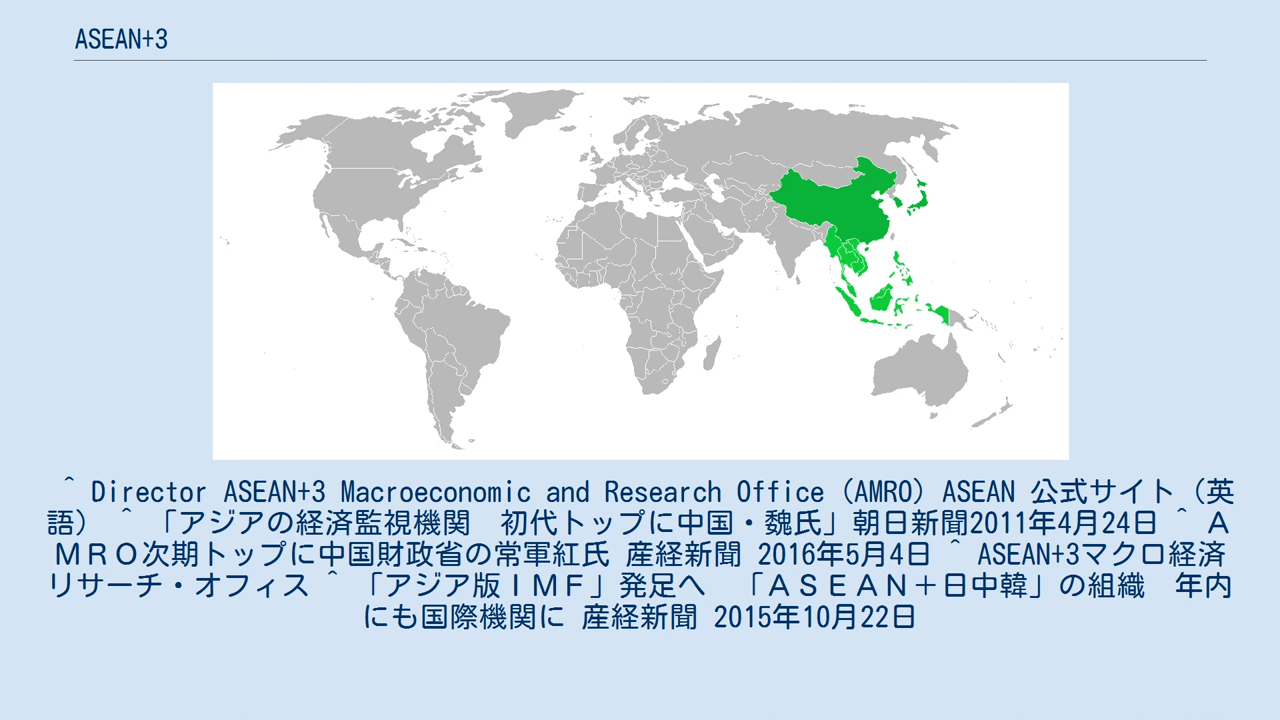 ASEAN+3
^ Director ASEAN+3 Macroeconomic and Research Office (AMRO) ASEAN 公式サイト（英
語） ^ 「アジアの経済監視機関　初代トップに中国・魏氏」朝日新聞2011年4月24日 ^ Ａ
ＭＲＯ次期トップに中国財政省の常軍紅氏 産経新聞 2016年5月4日 ^ ASEAN+3マクロ経済
リサーチ・オフィス ^ 「アジア版ＩＭＦ」発足へ　「ＡＳＥＡＮ＋日中韓」の組織　年内
にも国際機関に 産経新聞 2015年10月22日